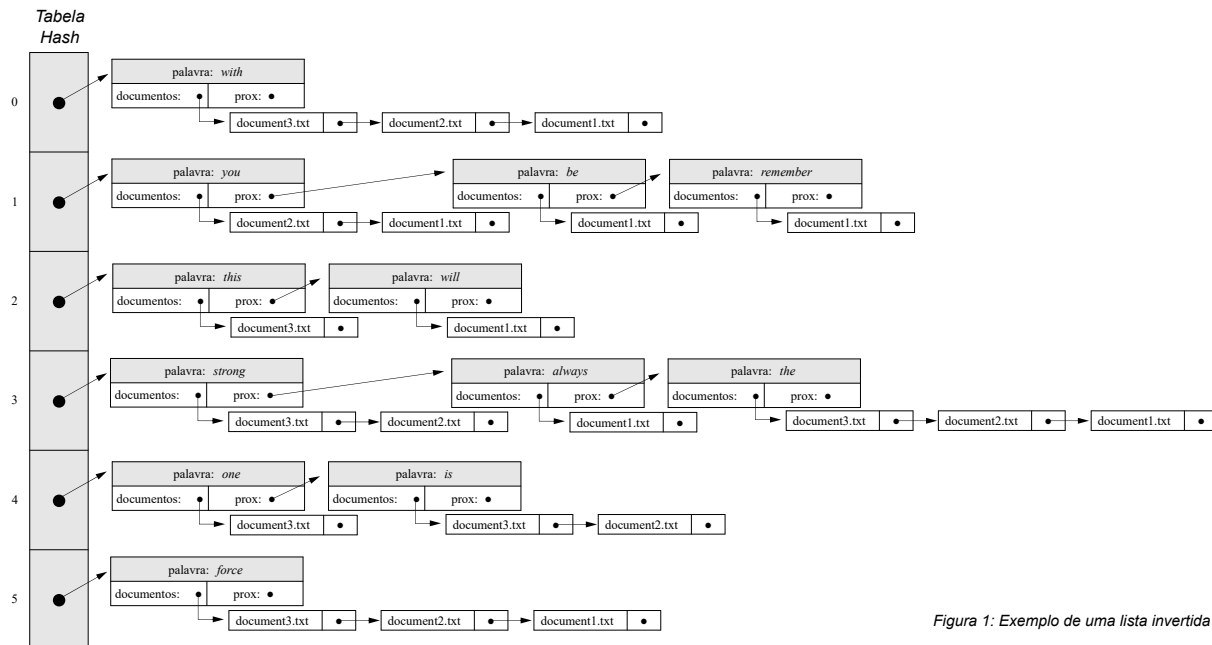 Tabela
Hash
0
palavra: with
documentos: prox:
document3.txt document2.txt document1.txt
1
palavra: you palavra: be palavra: remember
documentos: prox: documentos: prox: documentos: prox:
document2.txt document1.txt document1.txt document1.txt
2
palavra: this palavra: will
documentos: prox: documentos: prox:
document3.txt document1.txt
3
palavra: strong palavra: always palavra: the
documentos: prox: documentos: prox: documentos: prox:
document3.txt document2.txt document1.txt document3.txt document2.txt document1.txt
4
palavra: one palavra: is
documentos: prox: documentos: prox:
document3.txt document3.txt document2.txt
5
palavra: force
documentos: prox:
document3.txt document2.txt document1.txt
Figura 1: Exemplo de uma lista invertida